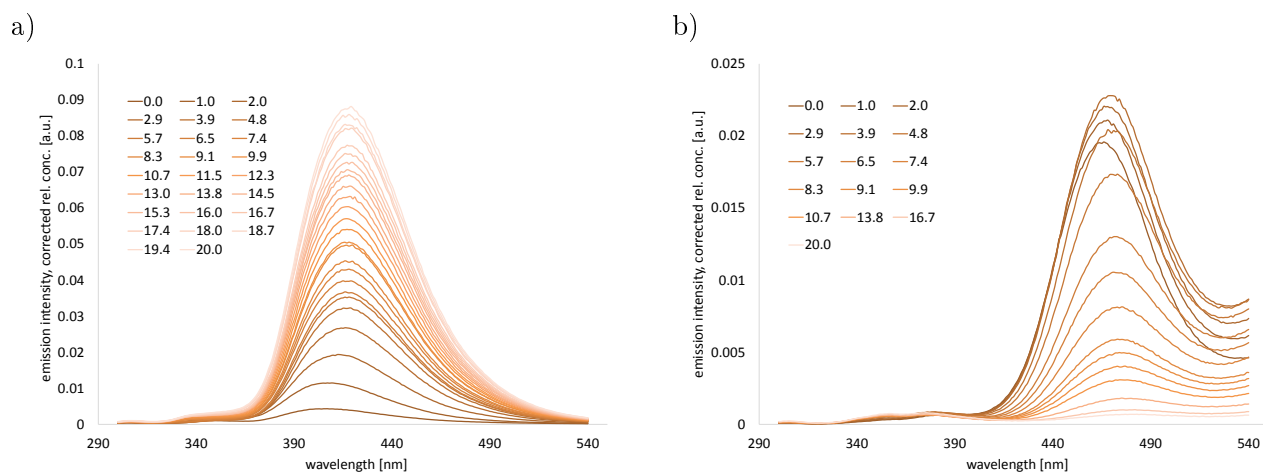 a)
0.1
0.09
0.08
0.07
0.06
0.05
0.04
0.03
0.02
0.01
0
emission intensity, corrected rel. conc. [a.u.]
0.0 1.0 2.0
2.9 3.9 4.8
5.7 6.5 7.4
8.3 9.1 9.9
10.7 11.5 12.3
13.0 13.8 14.5
15.3 16.0 16.7
17.4 18.0 18.7
19.4 20.0
290 340 390 440 490 540
wavelength [nm]
b)
0.025
0.02
0.015
0.01
0.005
0
emission intensity, corrected rel. conc. [a.u.]
0.0 1.0 2.0
2.9 3.9 4.8
5.7 6.5 7.4
8.3 9.1 9.9
10.7 13.8 16.7
20.0
290 340 390 440 490 540
wavelength [nm]